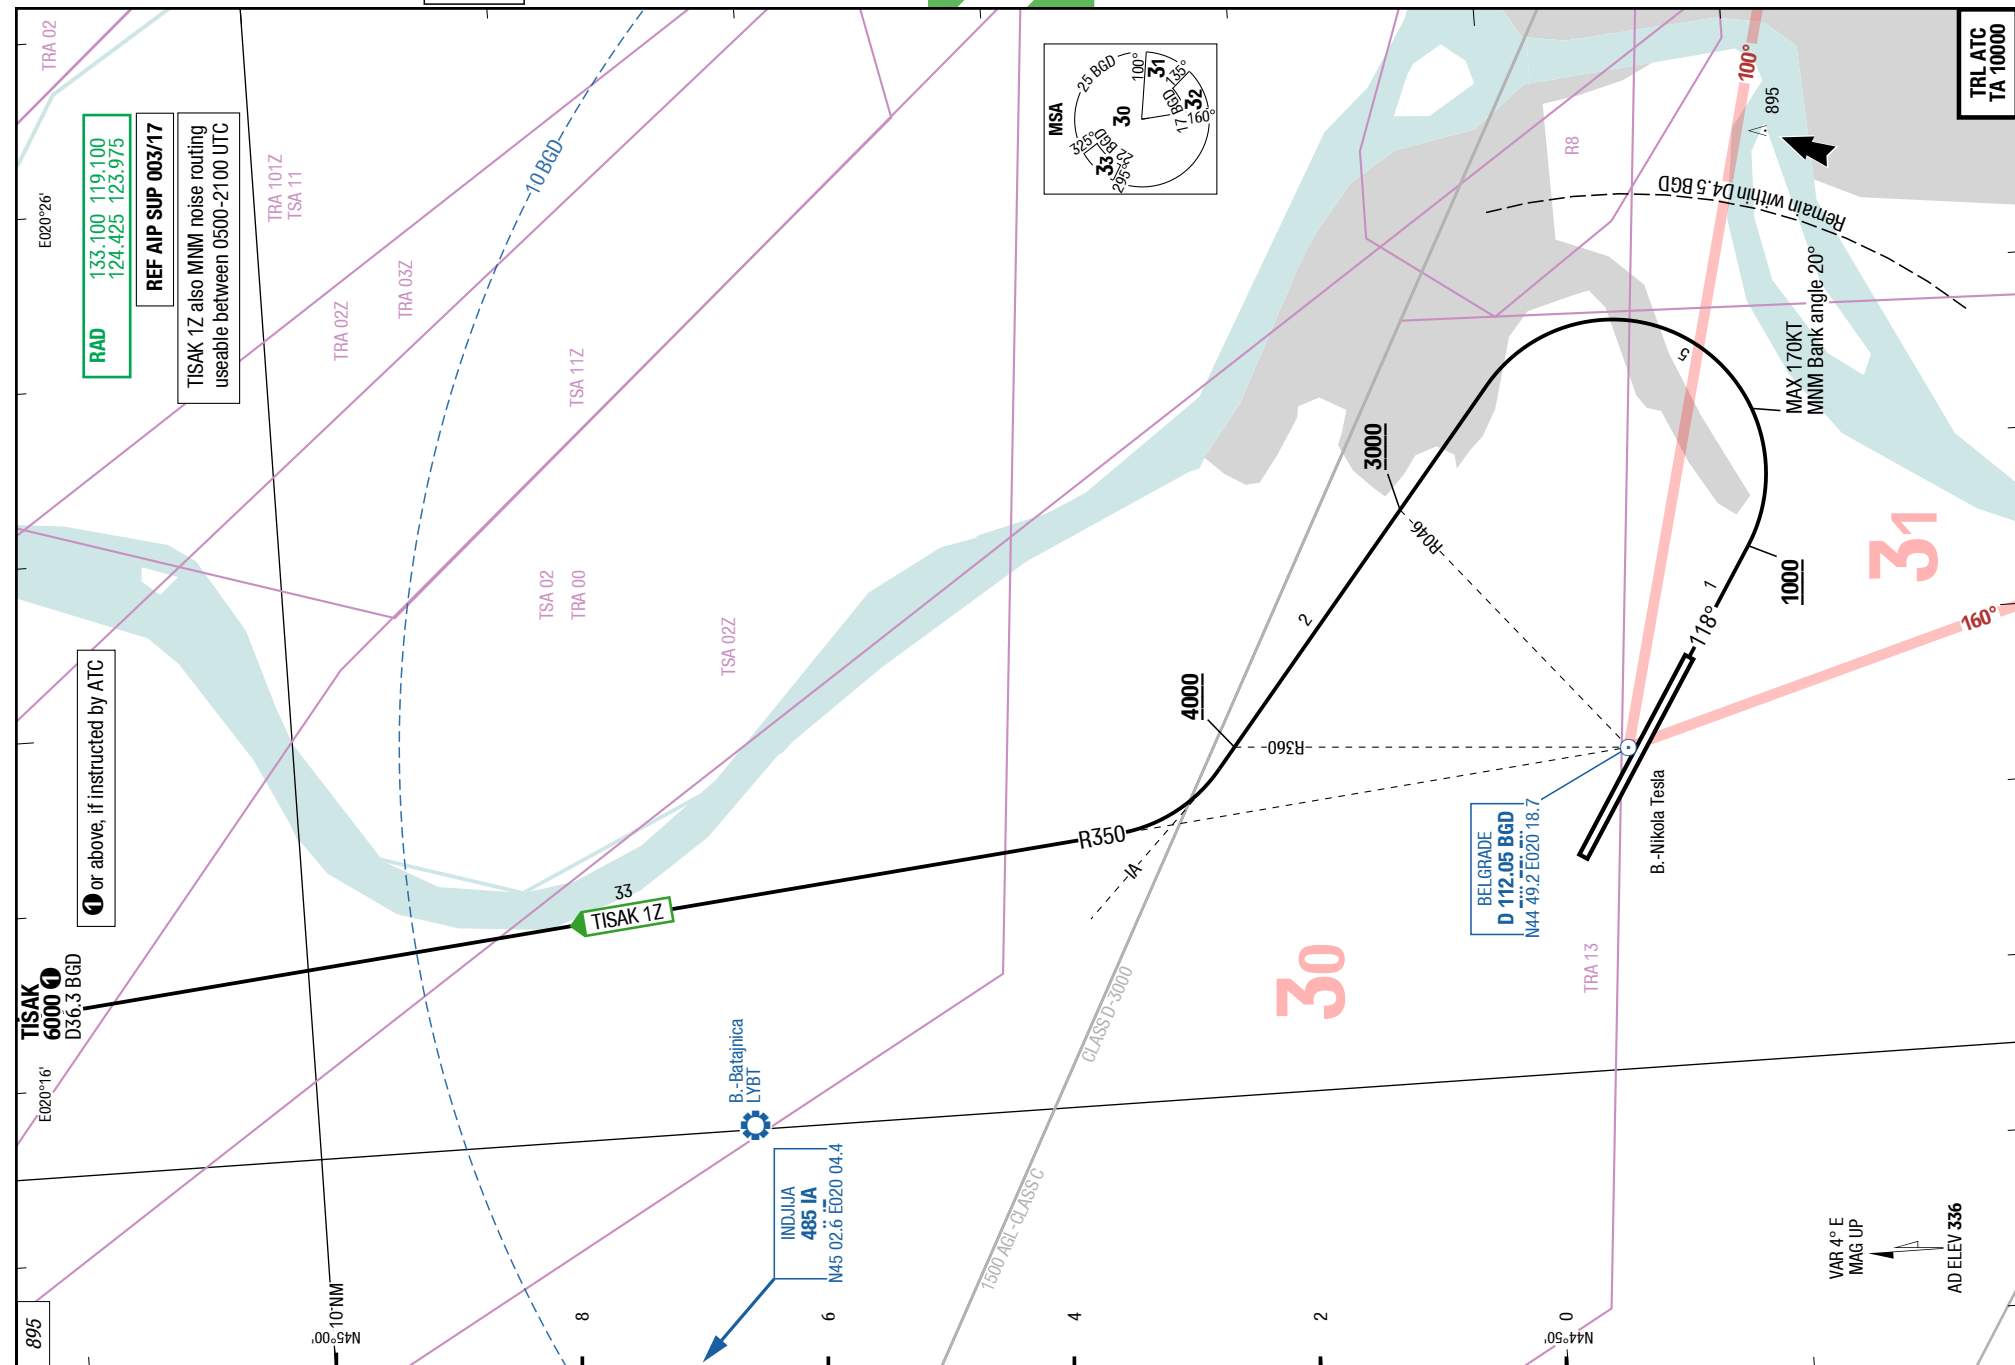 TRA 02
E020°26'
RAD 133.100 119.100
124.425 123.975
REF AIP SUP 003/17
TISAK 1Z also MNM noise routing
useable between 0500-2100 UTC
TRA 101Z
TSA 11
TRA 02Z
TRA 03Z
TSA 11Z
10 BGD
MSA
25 BGD
100°
31
135°
30
17 BGD
32
160°
325°
22 BGD
33
295°
TRL ATC
TA 10000
100°
895
R8
Remain within D4.5 BGD
MAX 170KT
MNM Bank angle 20°
5
3000
R046
1000
1
118°
31
160°
2
4000
R360
TSA 02
TRA 00
TSA 02Z
1 or above, if instructed by ATC
TISAK
6000 1
D36.3 BGD
33
TISAK 1Z
R350
IA
BELGRADE
D 112.05 BGD
N44 49.2 E020 18.7
B.-Nikola Tesla
30
TRA 13
CLASS D-3000
1500 AGL-CLASS C
E020°16'
B.-Batajnica
LYBT
INDJIJA
485 IA
N45 02.6 E020 04.4
VAR 4° E
MAG UP
AD ELEV 336
895
10 NM
N45°00'
8
6
4
2
0
N44°50'